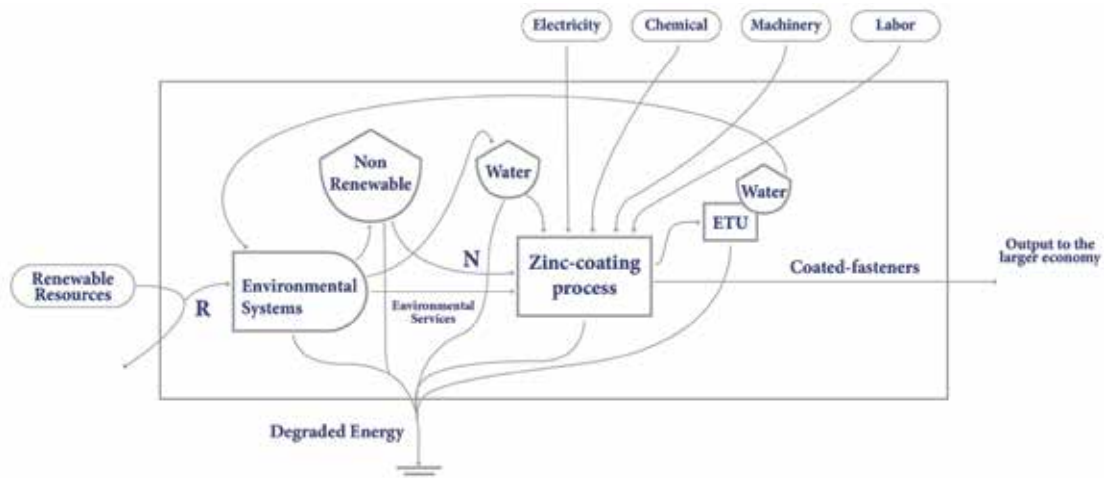 Electricity
Chemical
Machinery
Labor
Non
Renewable
Water
Water
ETU
N
Zinc-coating
process
Coated-fasteners
Output to the
larger economy
Renewable
Resources
R
Environmental
Systems
Environmental
Services
Degraded Energy